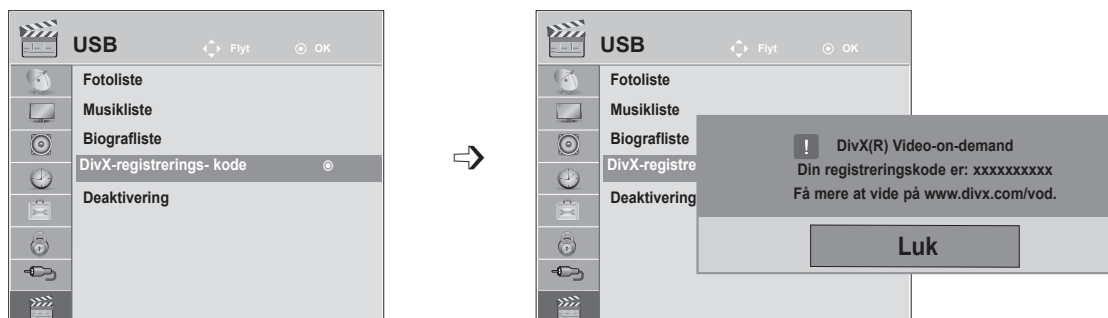 USB Flyt OK
Fotoliste
Musikliste
Biografliste
DivX-registrerings- kode
Deaktivering
USB Flyt OK
Fotoliste
Musikliste
Biografliste
DivX-registre
Deaktivering
! DivX(R) Video-on-demand
Din registreringskode er: xxxxxxxxxx
Få mere at vide på www.divx.com/vod.
Luk